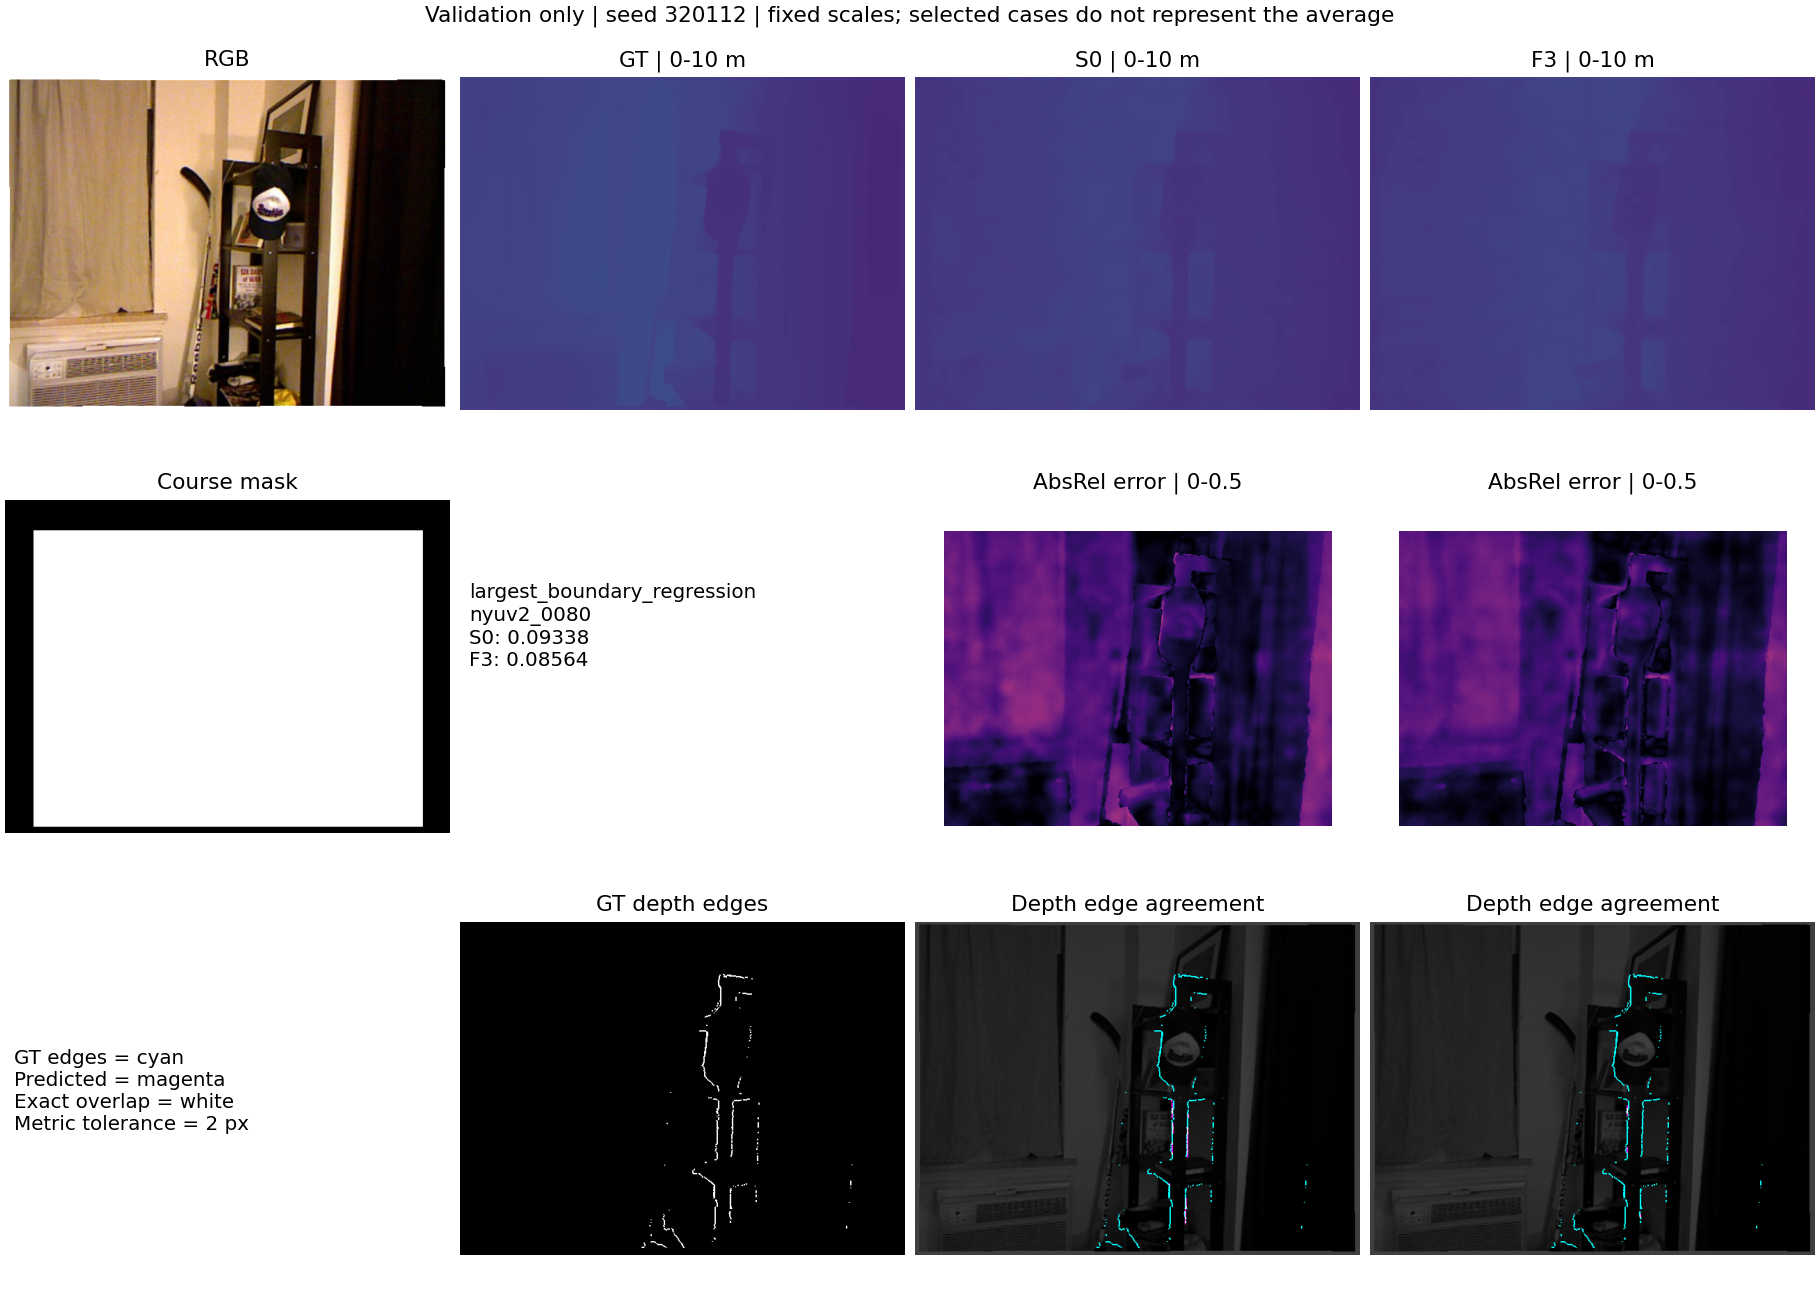 Validation only | seed 320112 | fixed scales; selected cases do not represent the average
RGB
GT | 0-10 m
S0 | 0-10 m
F3 | 0-10 m
Course mask
AbsRel error | 0-0.5
AbsRel error | 0-0.5
largest_boundary_regression
nyuv2_0080
S0: 0.09338
F3: 0.08564
GT depth edges
Depth edge agreement
Depth edge agreement
GT edges = cyan
Predicted = magenta
Exact overlap = white
Metric tolerance = 2 px